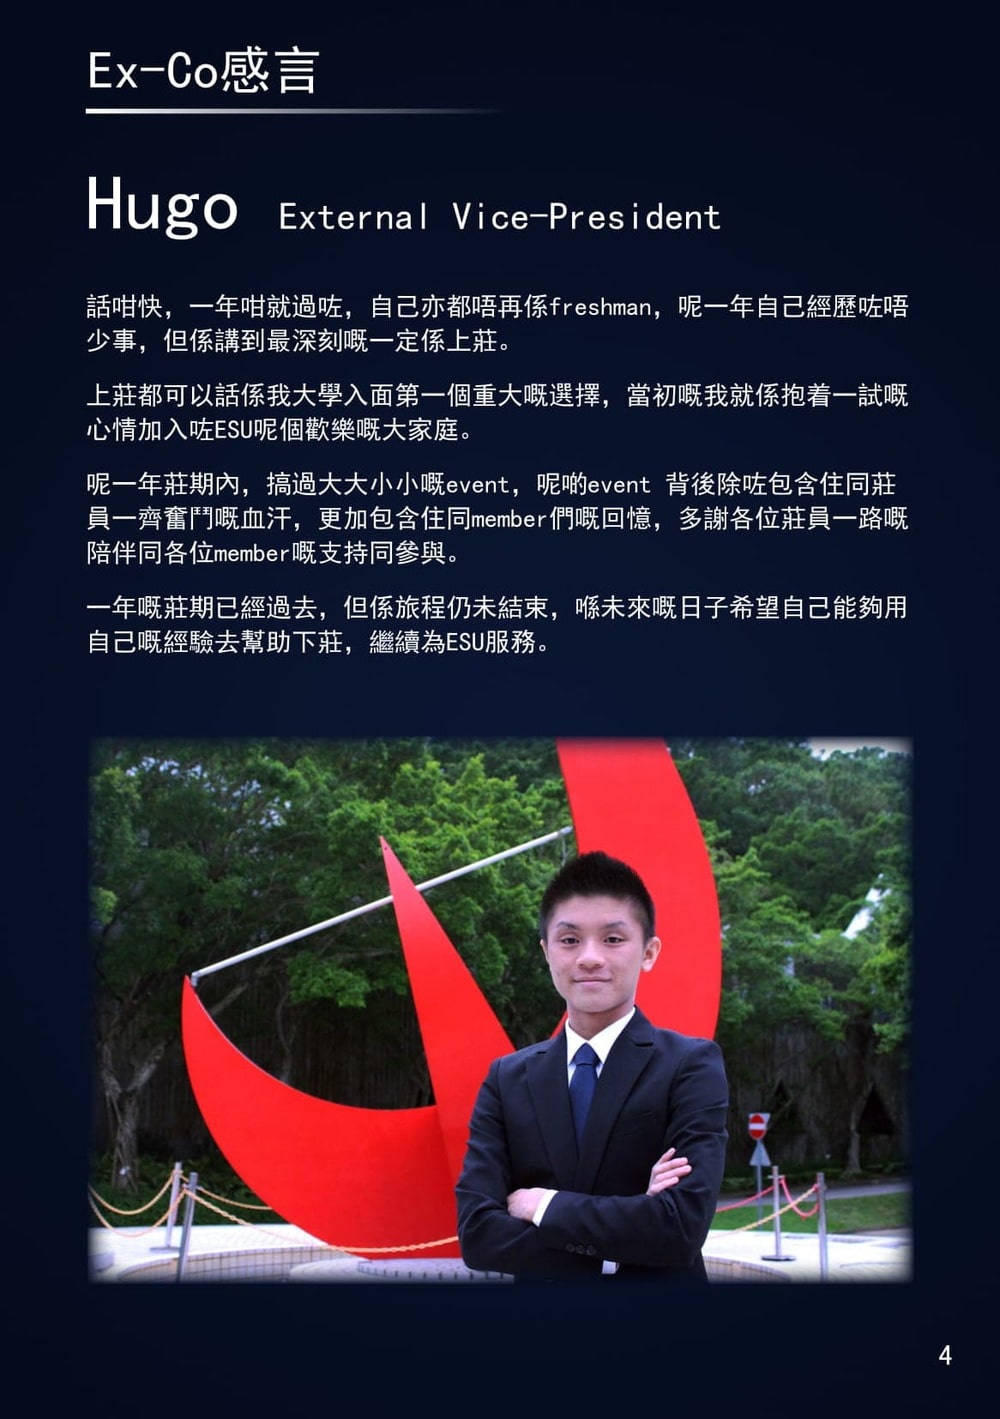 Ex-Co感言
Hugo External Vice-President
話咁快，一年咁就過咗，自己亦都唔再係freshman，呢一年自己經歷咗唔
少事，但係講到最深刻嘅一定係上莊。
上莊都可以話係我大學入面第一個重大嘅選擇，當初嘅我就係抱着一試嘅
心情加入咗ESU呢個歡樂嘅大家庭。
呢一年莊期內，搞過大大小小嘅event，呢啲event 背後除咗包含住同莊
員一齊奮鬥嘅血汗，更加包含住同member們嘅回憶，多謝各位莊員一路嘅
陪伴同各位member嘅支持同參與。
一年嘅莊期已經過去，但係旅程仍未結束，喺未來嘅日子希望自己能夠用
自己嘅經驗去幫助下莊，繼續為ESU服務。
4